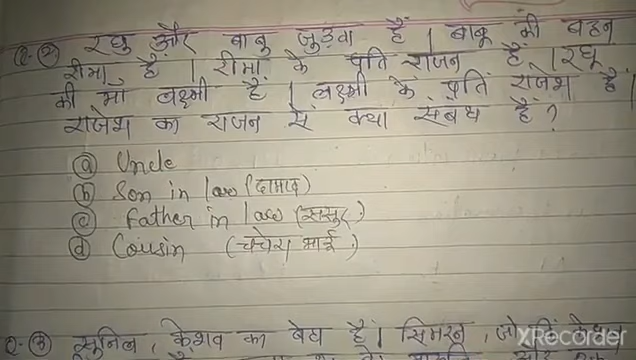 Q-② रघु और बाबु जुड़वा हैं । बाबू की बहन
रीमा है । रीमा के पति राजन है । रघु
की माँ लक्ष्मी है । लक्ष्मी के पति राजेश है ।
राजेश का राजन से क्या संबंध है ?
ⓐ Uncle
ⓑ Son in law (दामाद)
ⓒ Father in law (ससुर)
ⓓ Cousin (चचेरा भाई)
Q-③ सुनिल, केशव का बेटा है । सिमरन, जो कि
XRecorder